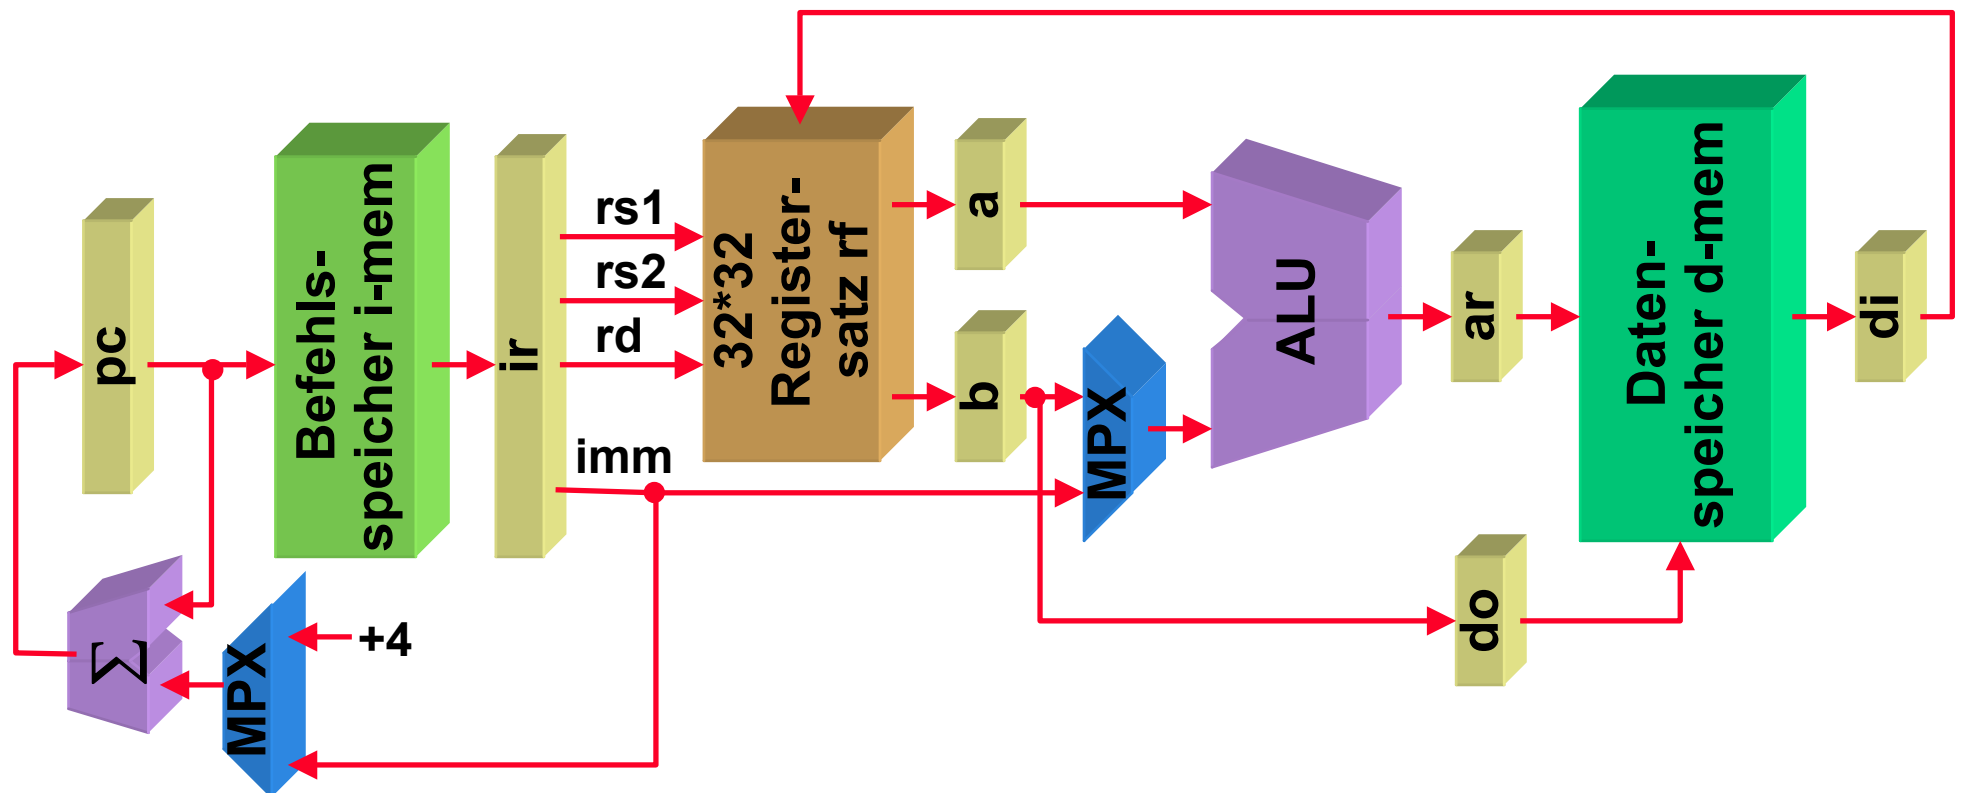 pc
Befehls-
speicher i-mem
ir
rs1
rs2
rd
imm
32*32
Register-
satz rf
a
b
MPX
ALU
ar
do
Daten-
speicher d-mem
di
Σ
MPX
+4